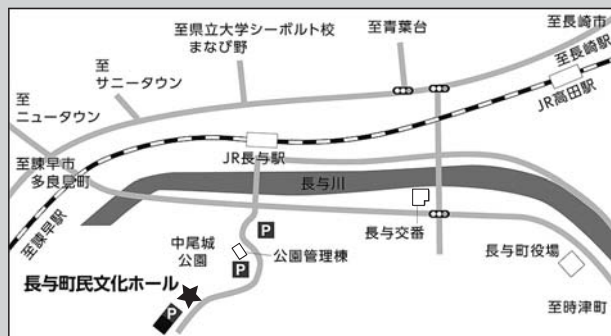 至県立大学シーボルト校
まなび野
至青葉台
至長崎市
至長崎駅
至
サニータウン
至
ニュータウン
JR高田駅
JR長与駅
至諫早市
多良見町
長与川
至諫早駅
中尾城
公園
P
P
公園管理棟
長与交番
長与町役場
長与町民文化ホール
P
至時津町